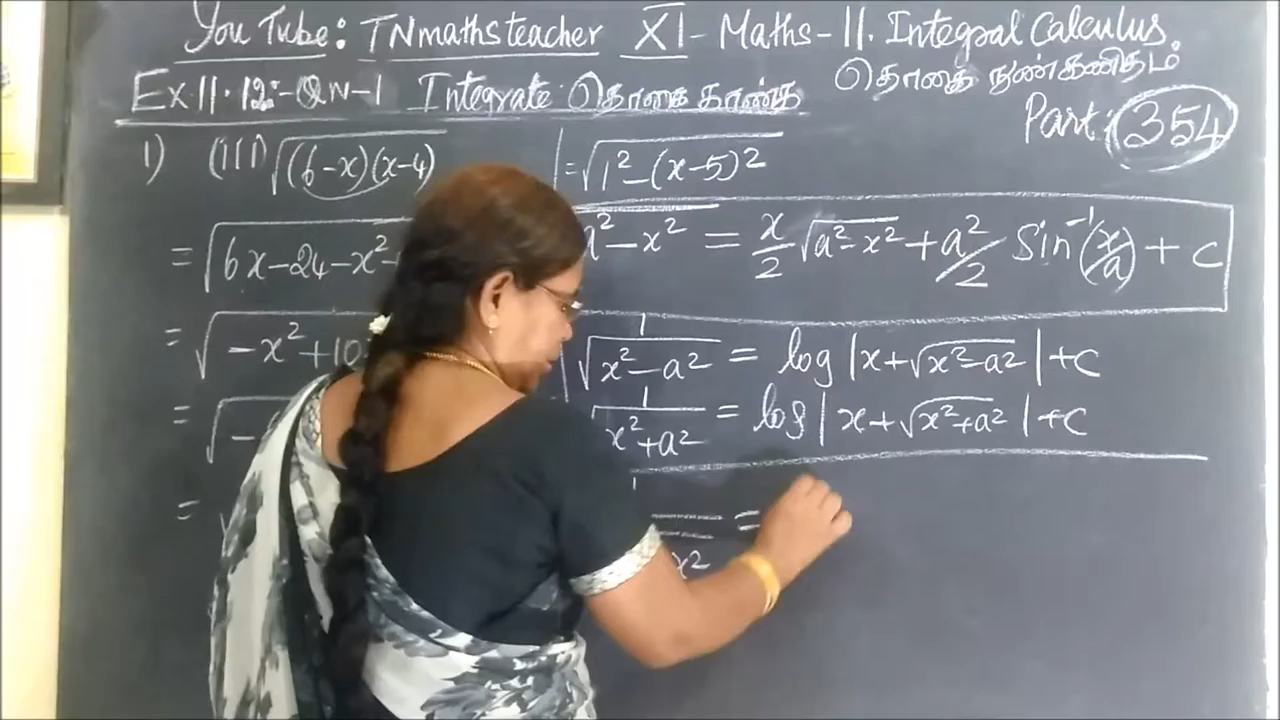 You Tube: TNmathsteacher XI - Maths - 11. Integral Calculus.
தொகை நுண்கணிதம்
Ex 11.12 - QN-1 Integrate: தொகை காண்க
Part: 354
1) (iii) √(6-x)(x-4)
= √6x-24-x²
= √-x²+10
= √-
=
= √1²-(x-5)²
a²-x² = x/2 √a²-x² + a²/2 Sin⁻¹(x/a) + c
1/√x²-a² = log |x+√x²-a²| + c
1/√x²+a² = log |x+√x²+a²| + c
x² =